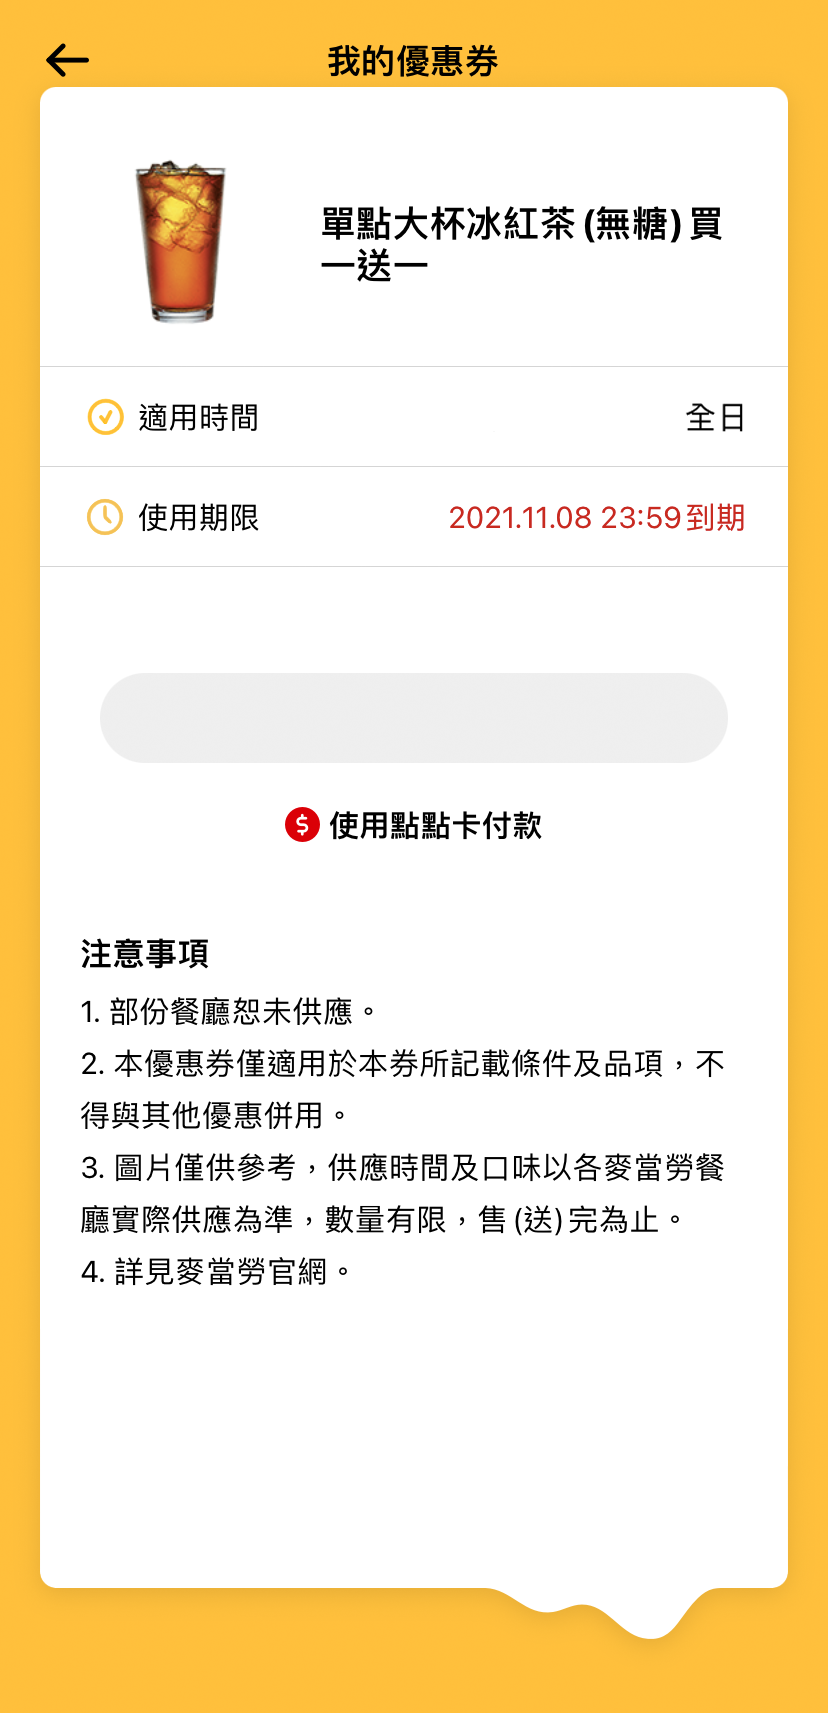 我的優惠券
單點大杯冰紅茶(無糖)買
一送一
適用時間
全日
使用期限
2021.11.08 23:59到期
$ 使用點點卡付款
注意事項
1. 部份餐廳恕未供應。
2. 本優惠券僅適用於本券所記載條件及品項，不
得與其他優惠併用。
3. 圖片僅供參考，供應時間及口味以各麥當勞餐
廳實際供應為準，數量有限，售(送)完為止。
4. 詳見麥當勞官網。